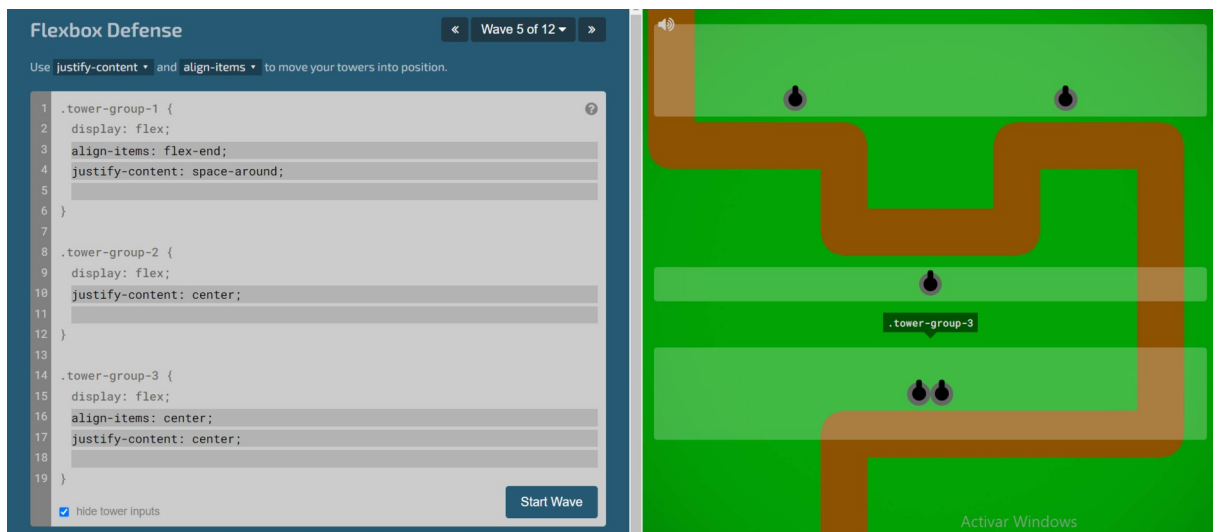 Flexbox Defense
« Wave 5 of 12 »
Use justify-content and align-items to move your towers into position.
1 .tower-group-1 {
2 display: flex;
3 align-items: flex-end;
4 justify-content: space-around;
5
6 }
7
8 .tower-group-2 {
9 display: flex;
10 justify-content: center;
11
12 }
13
14 .tower-group-3 {
15 display: flex;
16 align-items: center;
17 justify-content: center;
18
19 }
hide tower inputs
Start Wave
.tower-group-3
Activar Windows